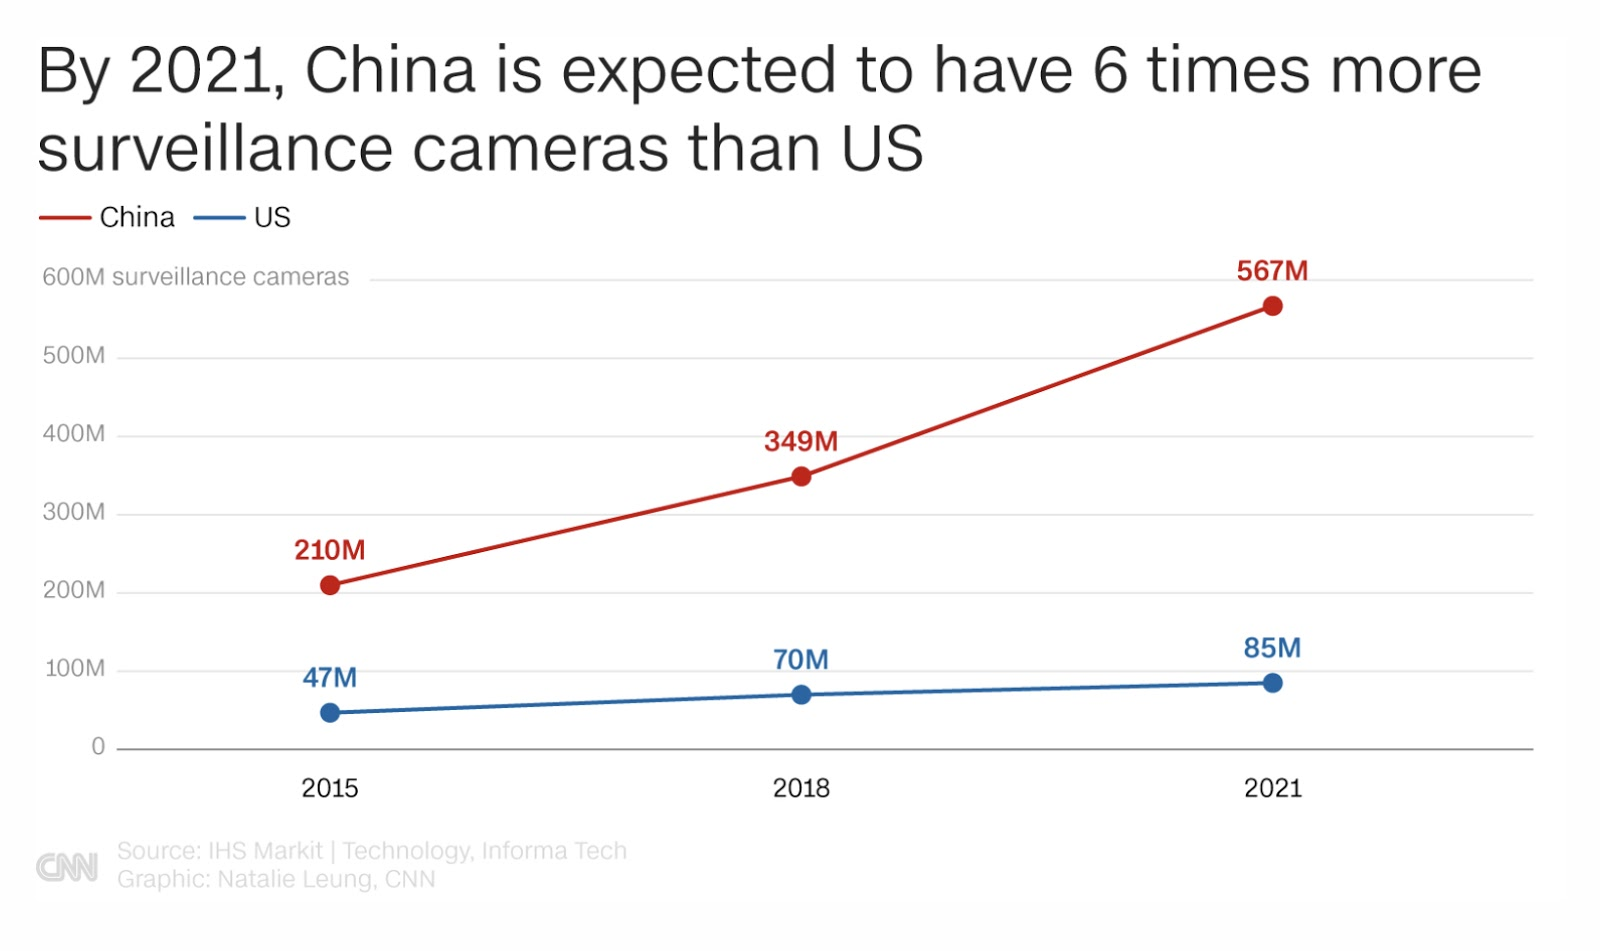 By 2021, China is expected to have 6 times more
surveillance cameras than US
China US
600M surveillance cameras
567M
500M
400M
349M
300M
210M
200M
100M
47M
70M
85M
0
2015 2018 2021
CNN
Source: IHS Markit | Technology, Informa Tech
Graphic: Natalie Leung, CNN